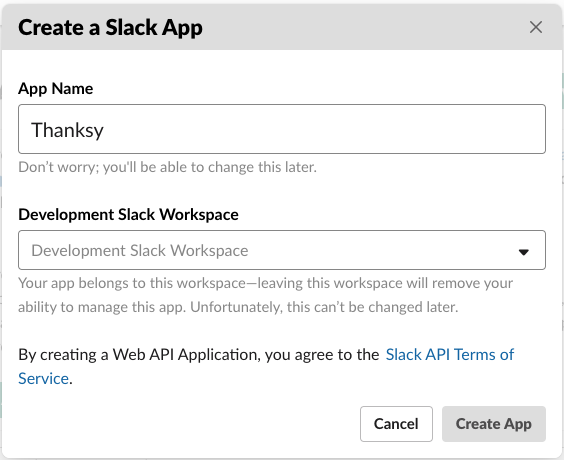 Create a Slack App
App Name
Thanksy
Don’t worry; you'll be able to change this later.
Development Slack Workspace
Development Slack Workspace
Your app belongs to this workspace—leaving this workspace will remove your
ability to manage this app. Unfortunately, this can’t be changed later.
By creating a Web API Application, you agree to the Slack API Terms of
Service.
Cancel Create App